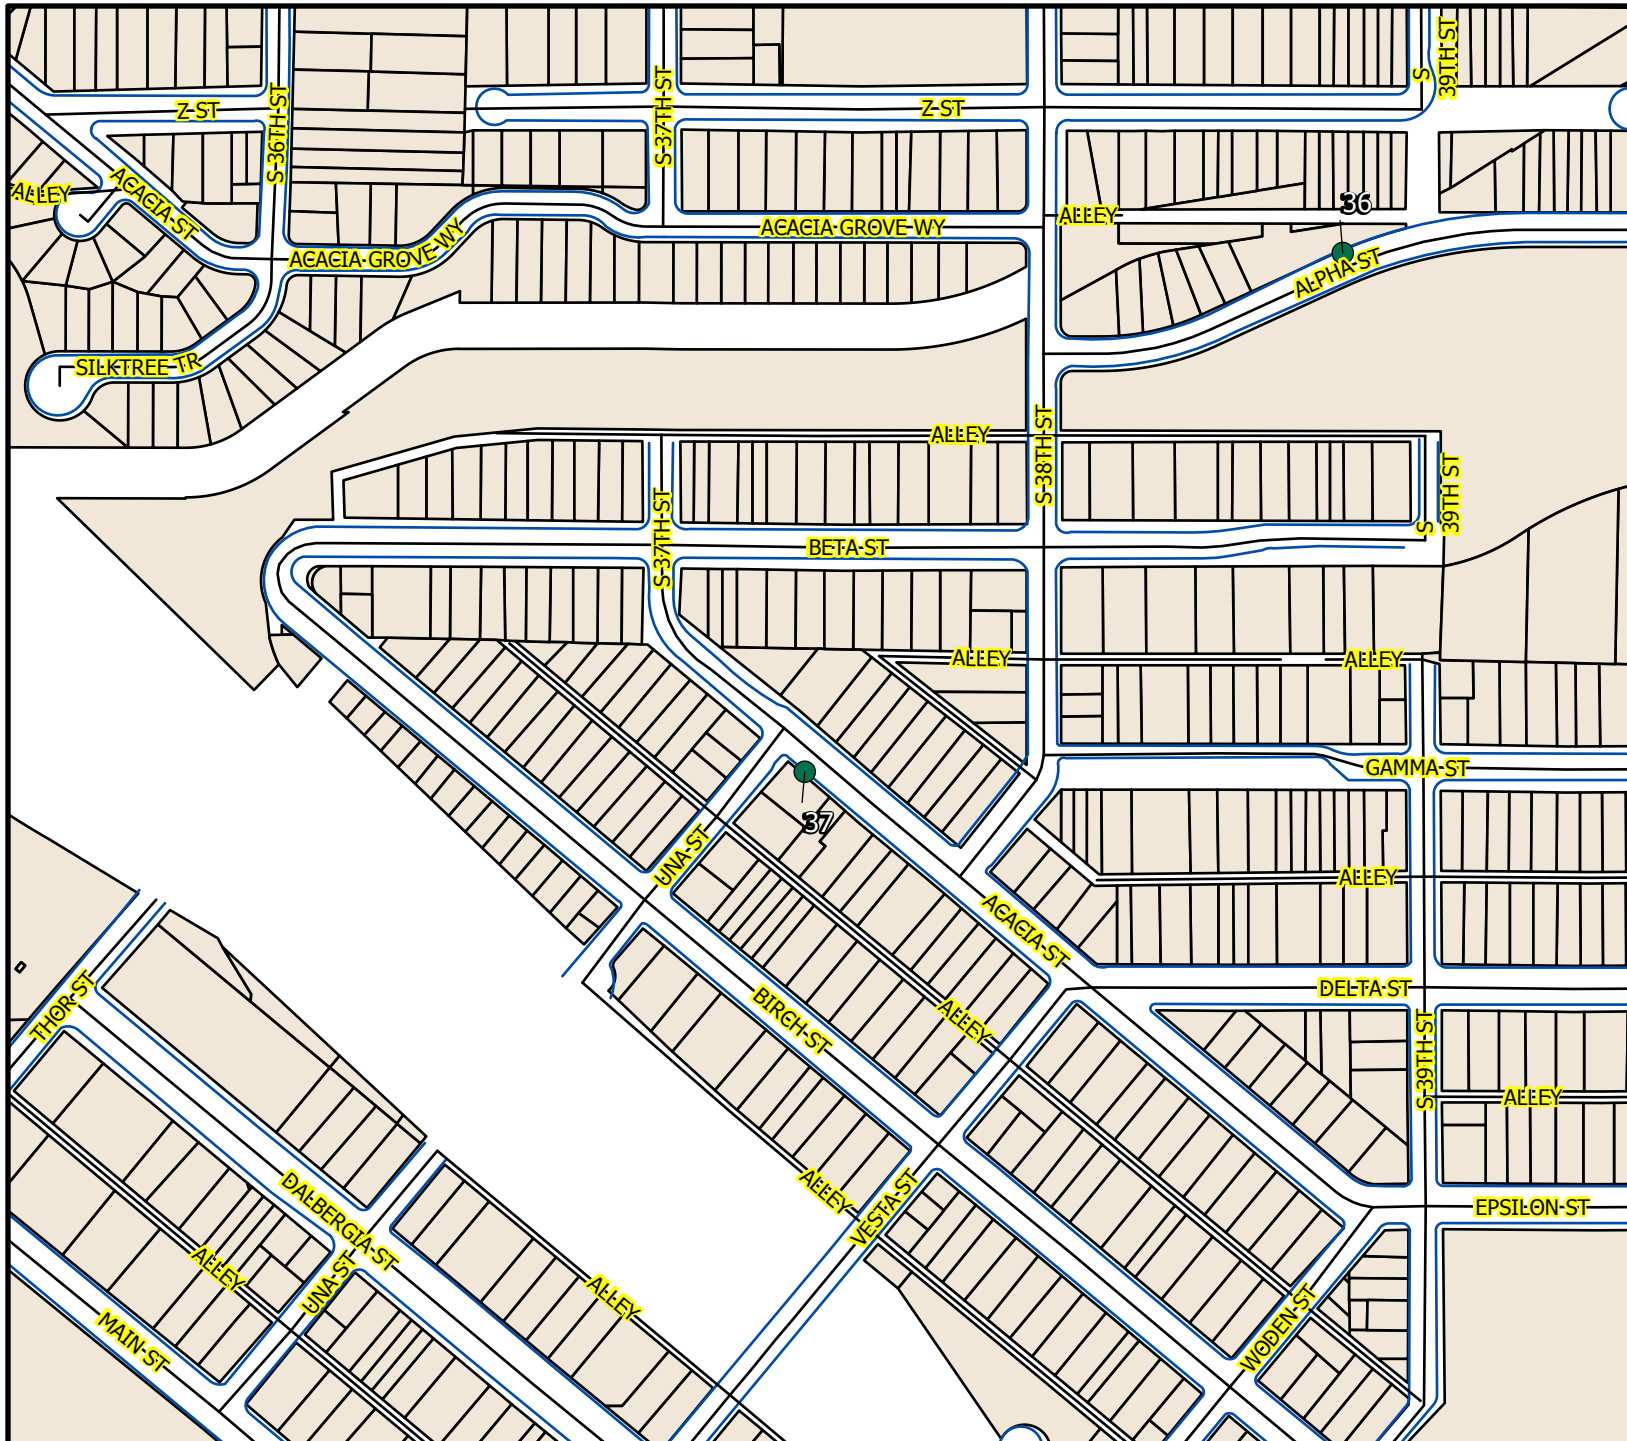 S
39TH ST
Z ST
S 36TH ST
S 37TH ST
Z ST
ALLEY
ACACIA ST
36
ALLEY
ACACIA GROVE WY
ACACIA GROVE WY
ALPHA ST
SILKTREE TR
ALLEY
S 38TH ST
S
39TH ST
S 37TH ST
BETA ST
ALLEY
ALLEY
GAMMA ST
37
UNA ST
ALLEY
ACACIA ST
DELTA ST
THOR ST
BIRCH ST
ALLEY
S 39TH ST
ALLEY
ALLEY
VESTA ST
EPSILON ST
DALBERGIA ST
ALLEY
UNA ST
ALLEY
MAIN ST
WODEN ST